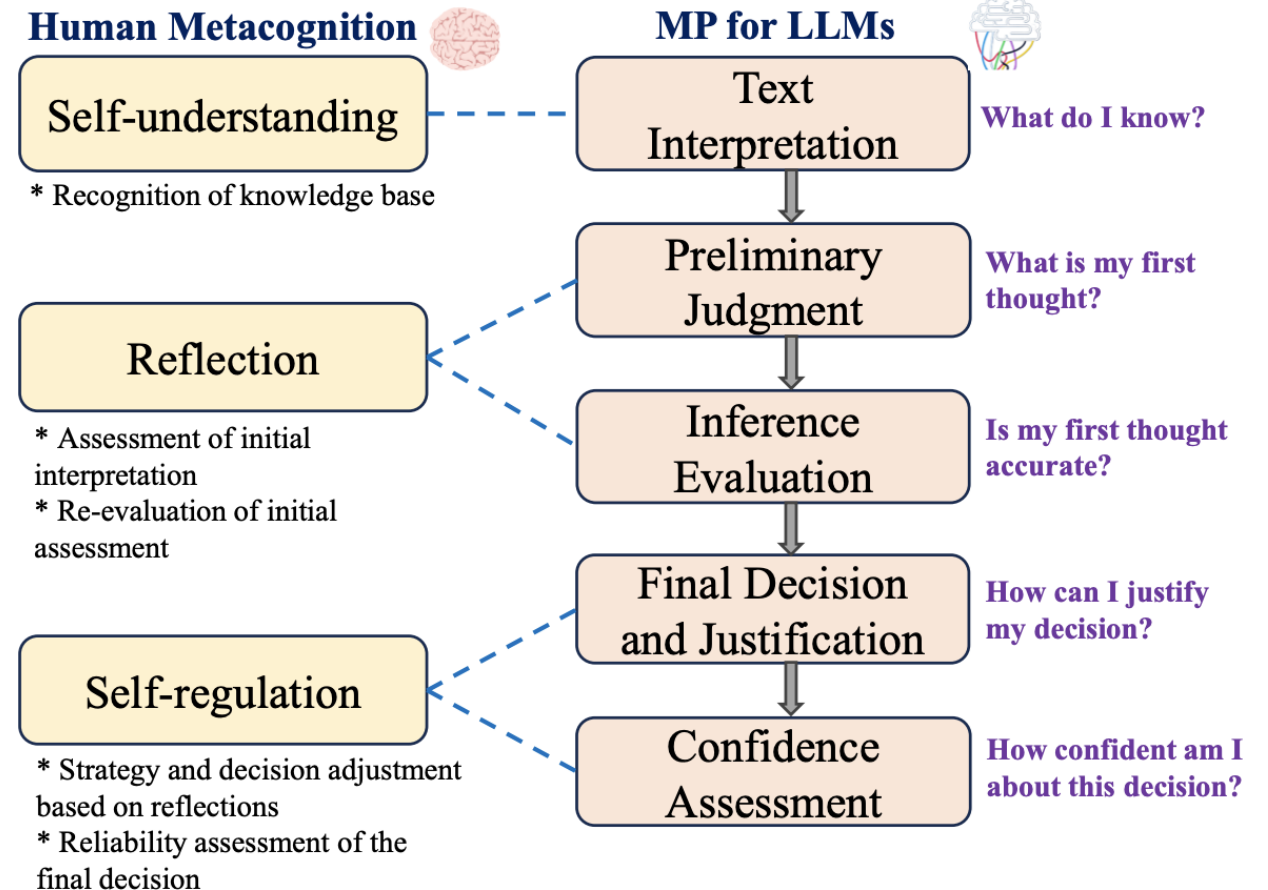 Human Metacognition
MP for LLMs
Self-understanding
* Recognition of knowledge base
Text
Interpretation
What do I know?
Preliminary
Judgment
What is my first
thought?
Reflection
* Assessment of initial
interpretation
* Re-evaluation of initial
assessment
Inference
Evaluation
Is my first thought
accurate?
Final Decision
and Justification
How can I justify
my decision?
Self-regulation
* Strategy and decision adjustment
based on reflections
* Reliability assessment of the
final decision
Confidence
Assessment
How confident am I
about this decision?